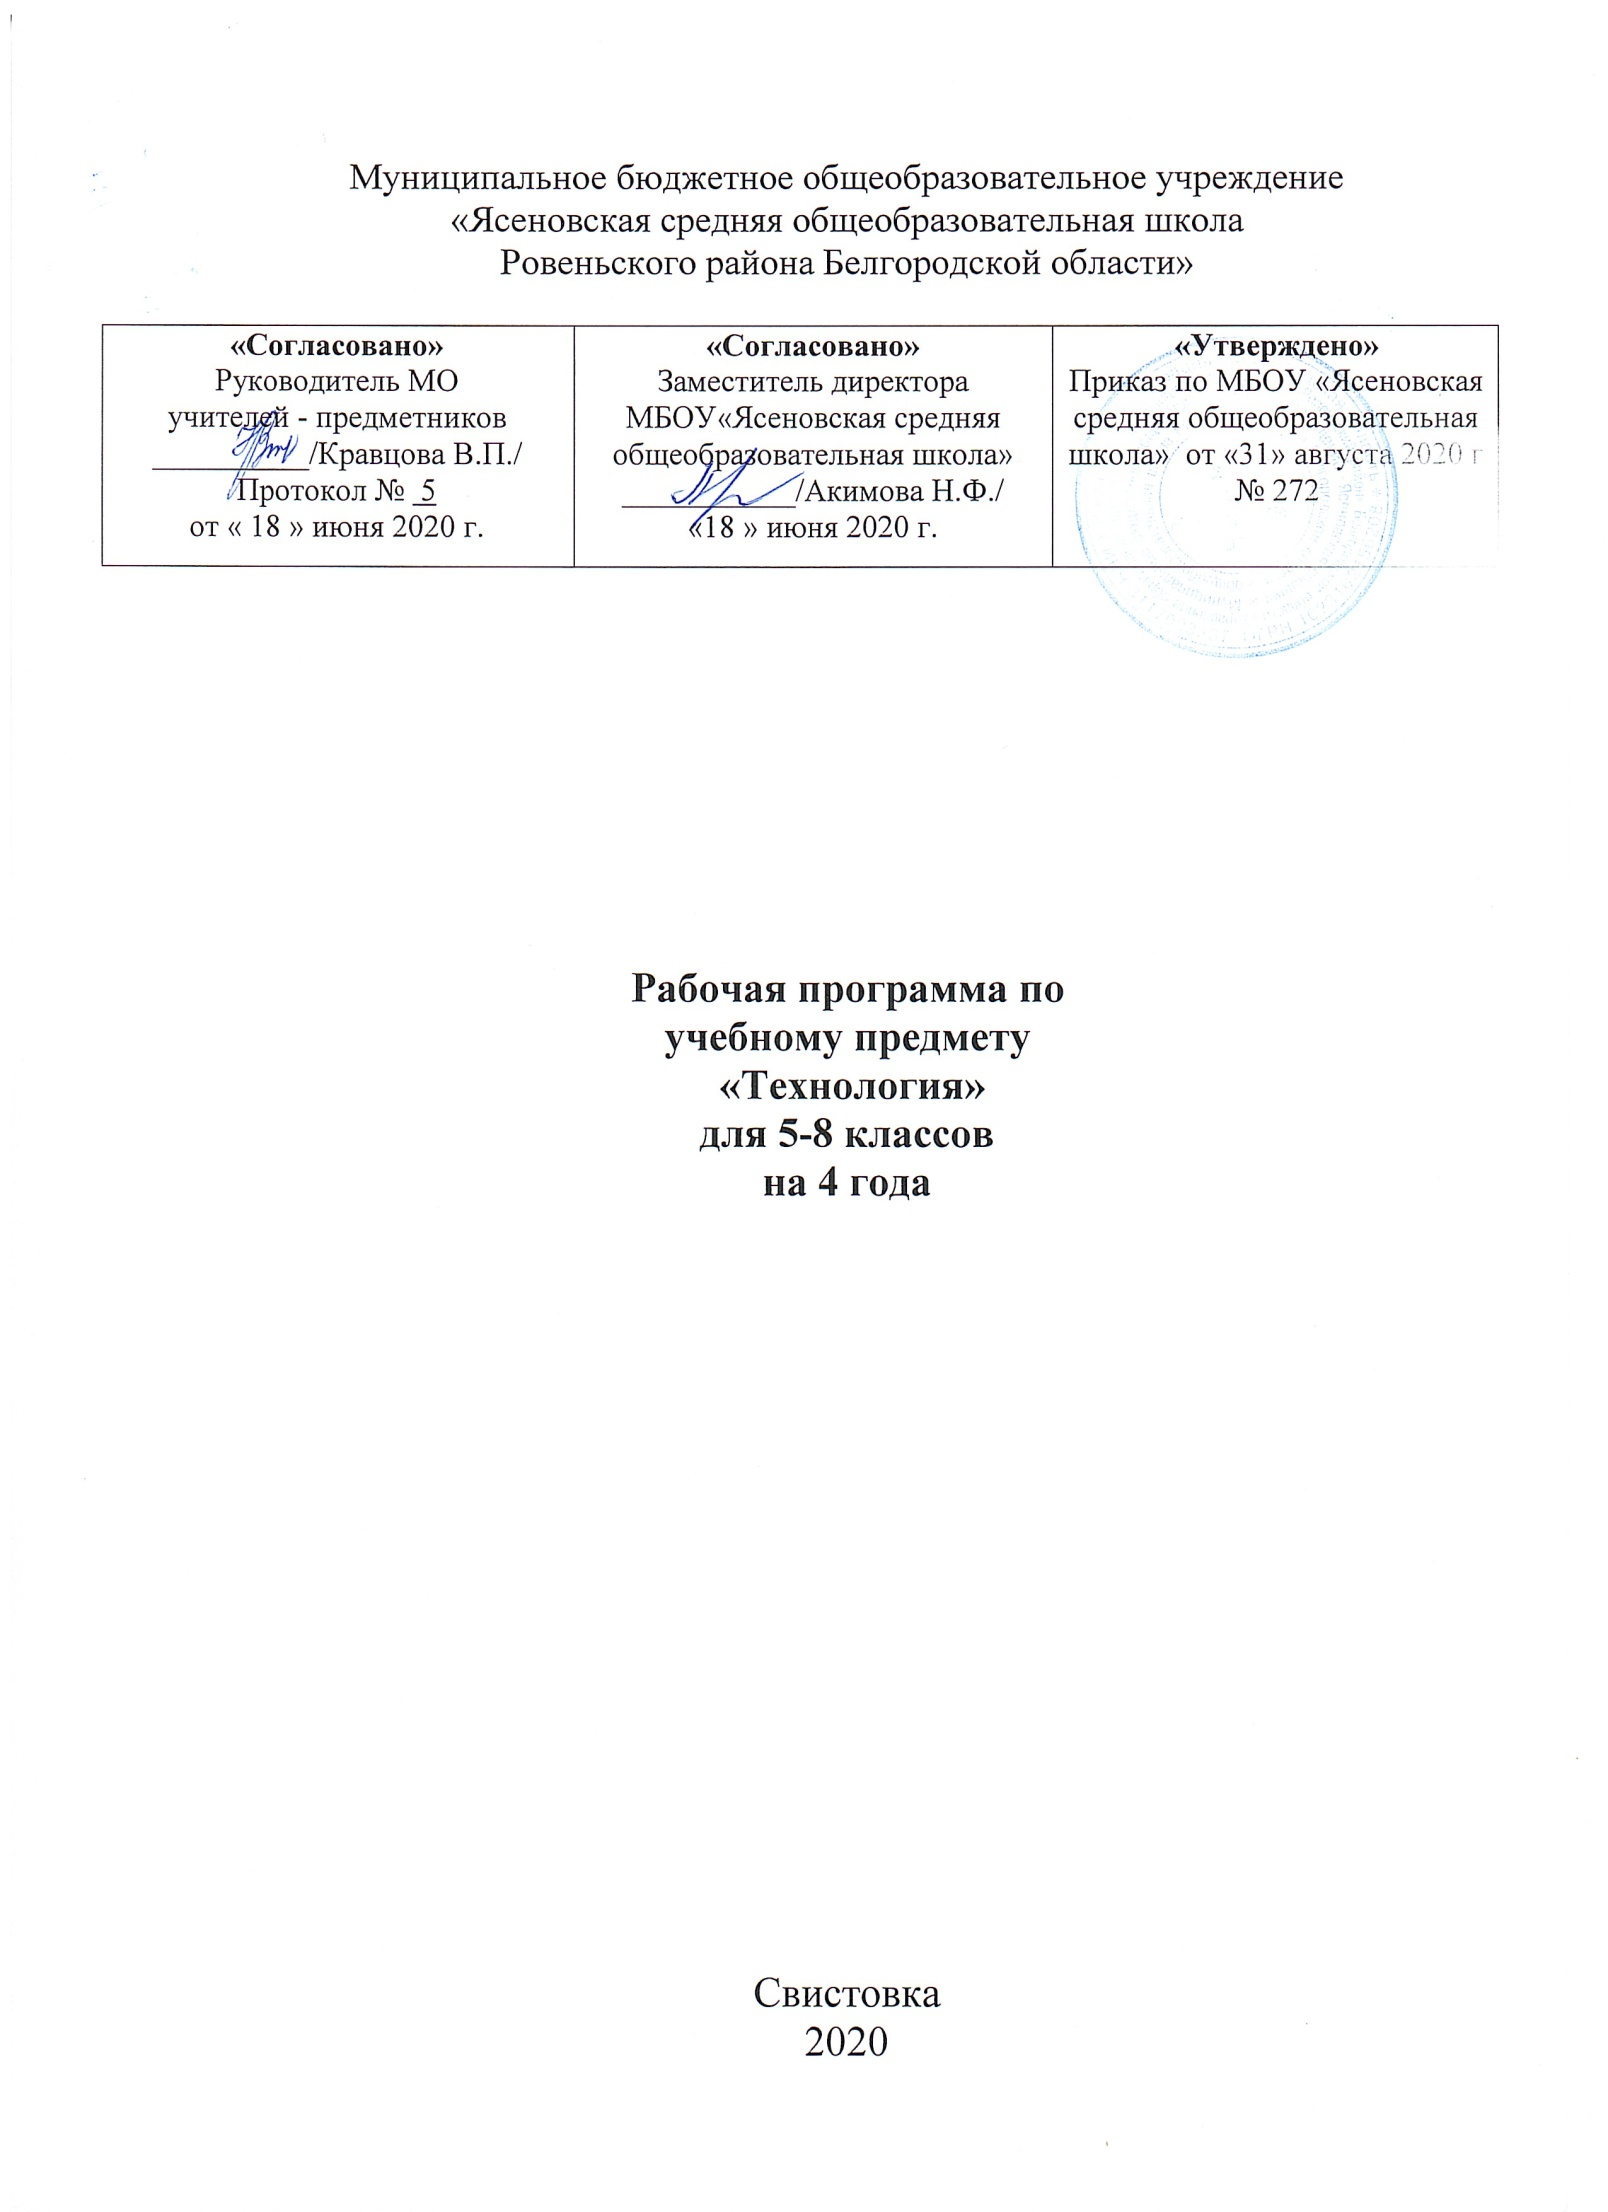 Муниципальное бюджетное общеобразовательное учреждение
«Ясеновская средняя общеобразовательная школа
Ровеньского района Белгородской области»
«Согласовано»
Руководитель МО
учителей - предметников
____________/Кравцова В.П./
Протокол № 5
от « 18 » июня 2020 г.
«Согласовано»
Заместитель директора
МБОУ«Ясеновская средняя
общеобразовательная школа»
____________/Акимова Н.Ф./
«18 » июня 2020 г.
«Утверждено»
Приказ по МБОУ «Ясеновская
средняя общеобразовательная
школа» от «31» августа 2020 г
№ 272
Рабочая программа по
учебному предмету
«Технология»
для 5-8 классов
на 4 года
Свистовка
2020